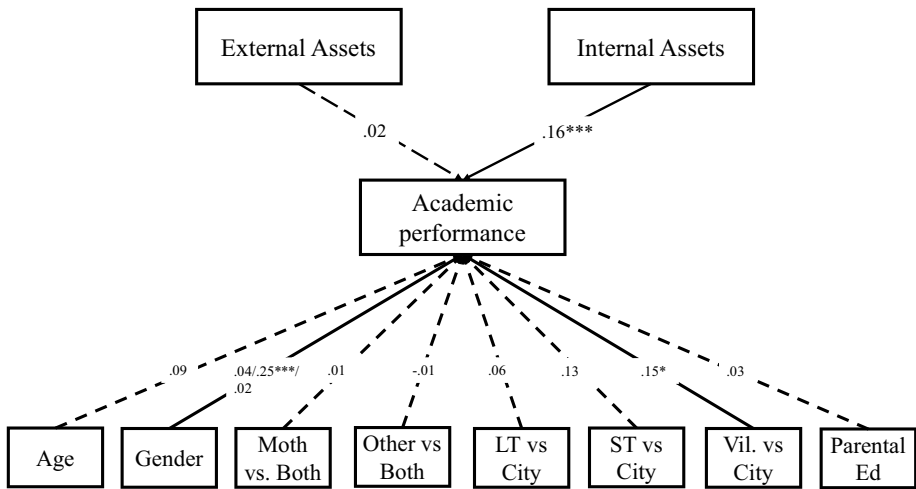 External Assets
Internal Assets
.02
.16***
Academic
performance
.09
.04/.25***/
.02
.01
-.01
.06
.13
.15*
.03
Age
Gender
Moth
vs. Both
Other vs
Both
LT vs
City
ST vs
City
Vil. vs
City
Parental
Ed